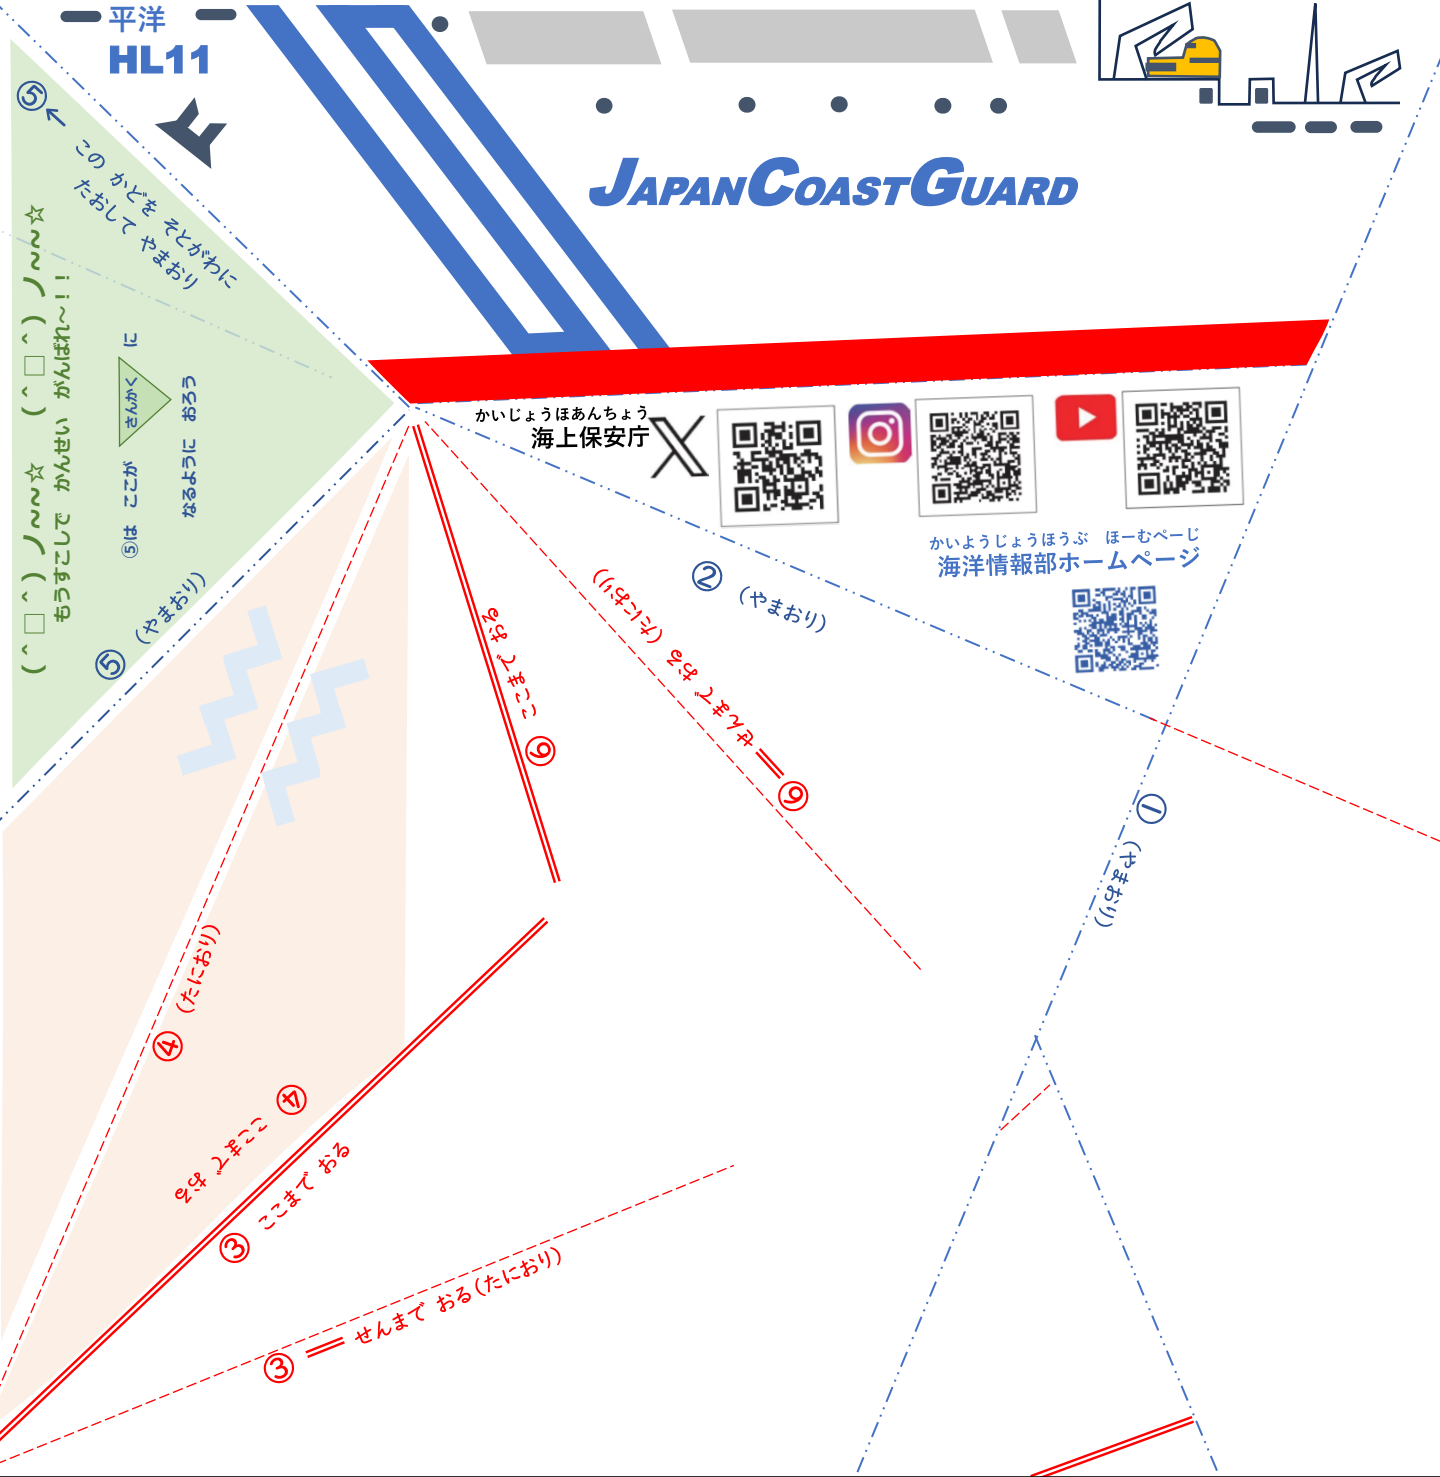 平洋
HL11
JAPANCOASTGUARD
⑤←
この かどを そとがわに
たおして やまおり
(^□^)ノ~~☆ (^□^)ノ~~☆
もうすこしで かんせい がんばれ~!!
⑤は ここが さんかく に
なるように おろう
⑤ (やまおり)
かいじょうほあんちょう
海上保安庁
かいようじょうほうぶ ほーむぺーじ
海洋情報部ホームページ
② (やまおり)
⑥ ここまで おる
⑥ せんまで おる (たにおり)
① (やまおり)
④ (たにおり)
④ ここまで おる
③ ここまで おる
③ せんまで おる(たにおり)